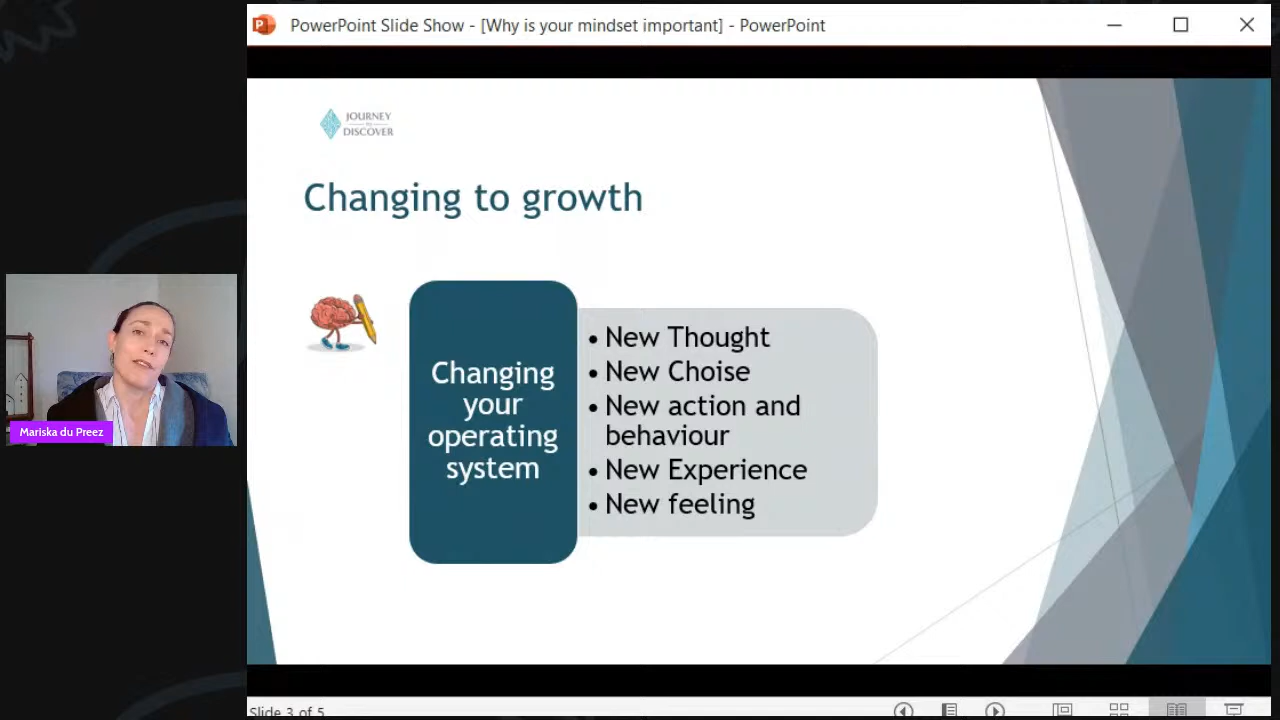 PowerPoint Slide Show - [Why is your mindset important] - PowerPoint
JOURNEY
TO
DISCOVER
Changing to growth
Changing
your
operating
system
• New Thought
• New Choise
• New action and
behaviour
• New Experience
• New feeling
Mariska du Preez
Slide 3 of 5